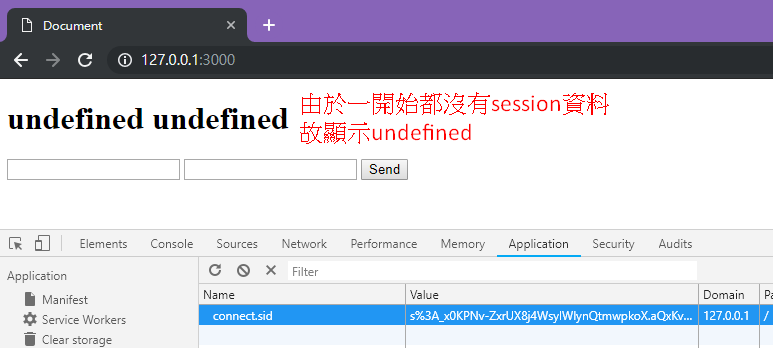 Document
127.0.0.1:3000
undefined undefined
由於一開始都沒有session資料
故顯示undefined
Send
Elements Console Sources Network Performance Memory Application Security Audits
Application
Filter
Manifest
Service Workers
Clear storage
Name Value Domain Pa
connect.sid s%3A_x0KPNv-ZxrUX8j4WsylWlynQtmwpkoX.aQxKv... 127.0.0.1 /